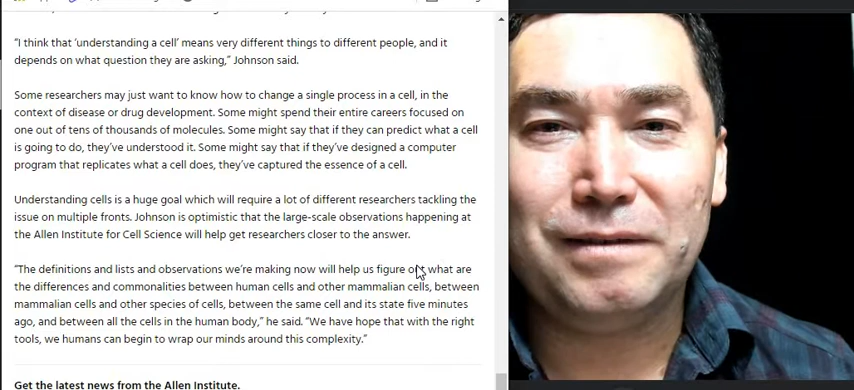 "I think that 'understanding a cell' means very different things to different people, and it
depends on what question they are asking," Johnson said.
Some researchers may just want to know how to change a single process in a cell, in the
context of disease or drug development. Some might spend their entire careers focused on
one out of tens of thousands of molecules. Some might say that if they can predict what a cell
is going to do, they've understood it. Some might say that if they've designed a computer
program that replicates what a cell does, they've captured the essence of a cell.
Understanding cells is a huge goal which will require a lot of different researchers tackling the
issue on multiple fronts. Johnson is optimistic that the large-scale observations happening at
the Allen Institute for Cell Science will help get researchers closer to the answer.
"The definitions and lists and observations we're making now will help us figure out what are
the differences and commonalities between human cells and other mammalian cells, between
mammalian cells and other species of cells, between the same cell and its state five minutes
ago, and between all the cells in the human body," he said. "We have hope that with the right
tools, we humans can begin to wrap our minds around this complexity."
Get the latest news from the Allen Institute.